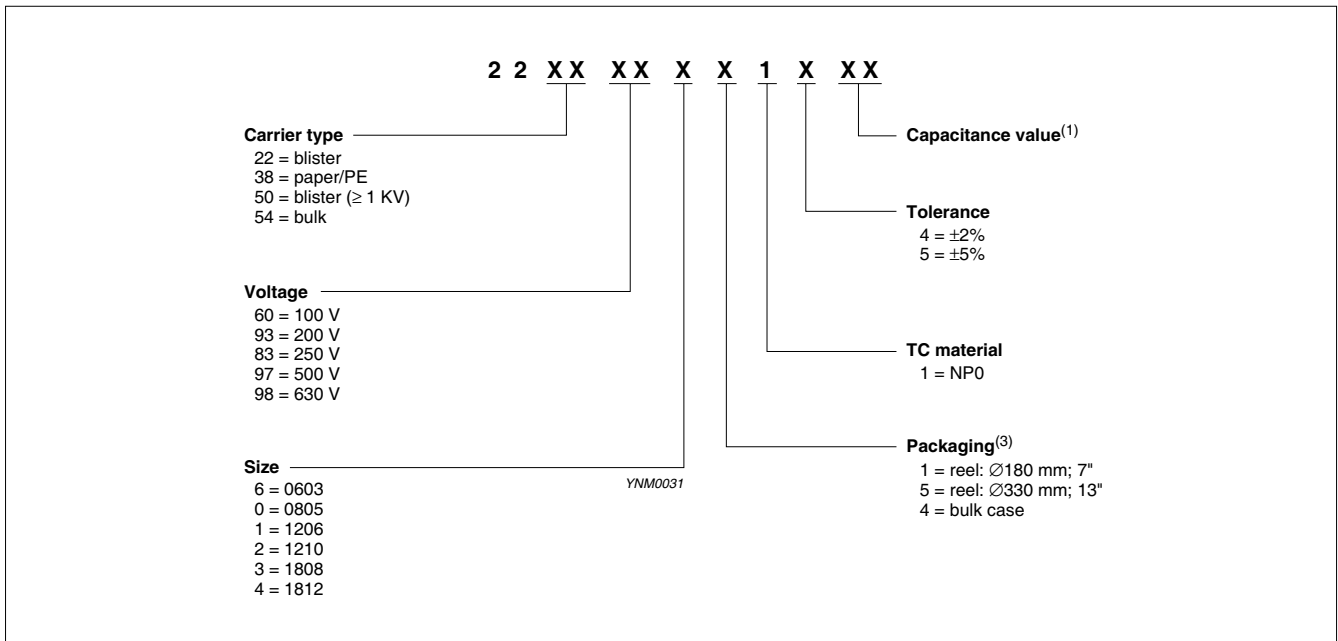 2 2 X X X X X X 1 X X X
Carrier type
22 = blister
38 = paper/PE
50 = blister (≥ 1 KV)
54 = bulk
Voltage
60 = 100 V
93 = 200 V
83 = 250 V
97 = 500 V
98 = 630 V
Size
6 = 0603
0 = 0805
1 = 1206
2 = 1210
3 = 1808
4 = 1812
YNM0031
Capacitance value(1)
Tolerance
4 = ±2%
5 = ±5%
TC material
1 = NP0
Packaging(3)
1 = reel: ∅180 mm; 7"
5 = reel: ∅330 mm; 13"
4 = bulk case